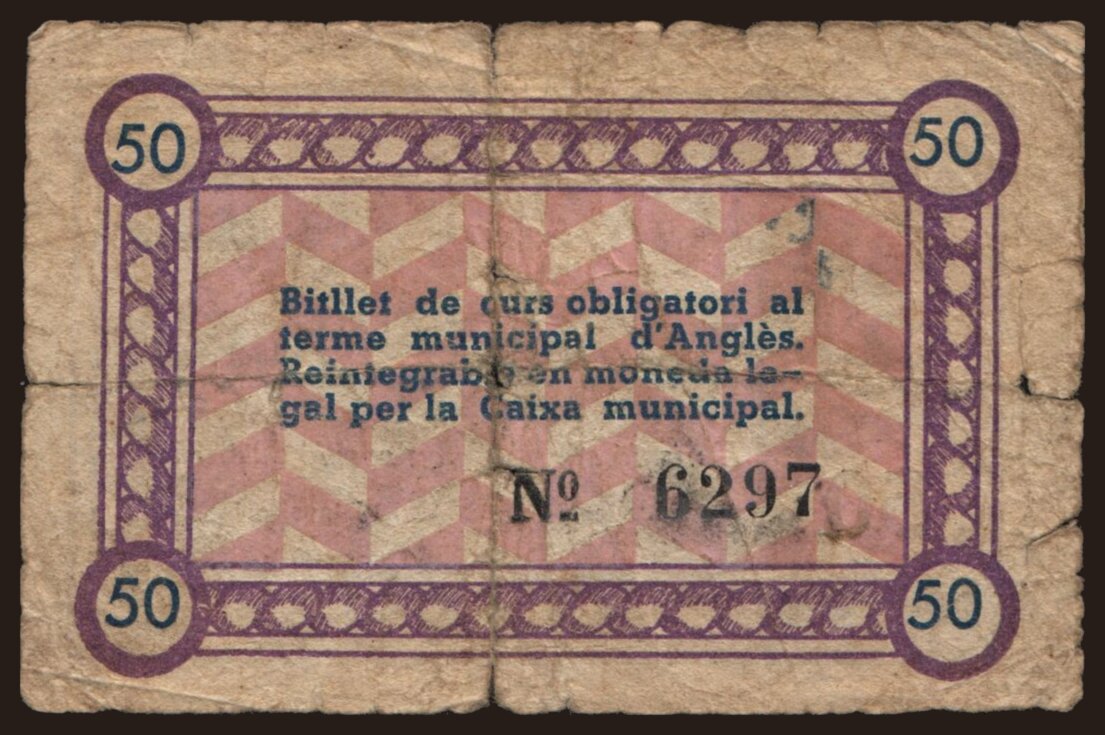 50 50
Bitllet de curs obligatori al
terme municipal d'Anglès.
Reintegrable en moneda le-
gal per la Caixa municipal.
Nº 6297
50 50